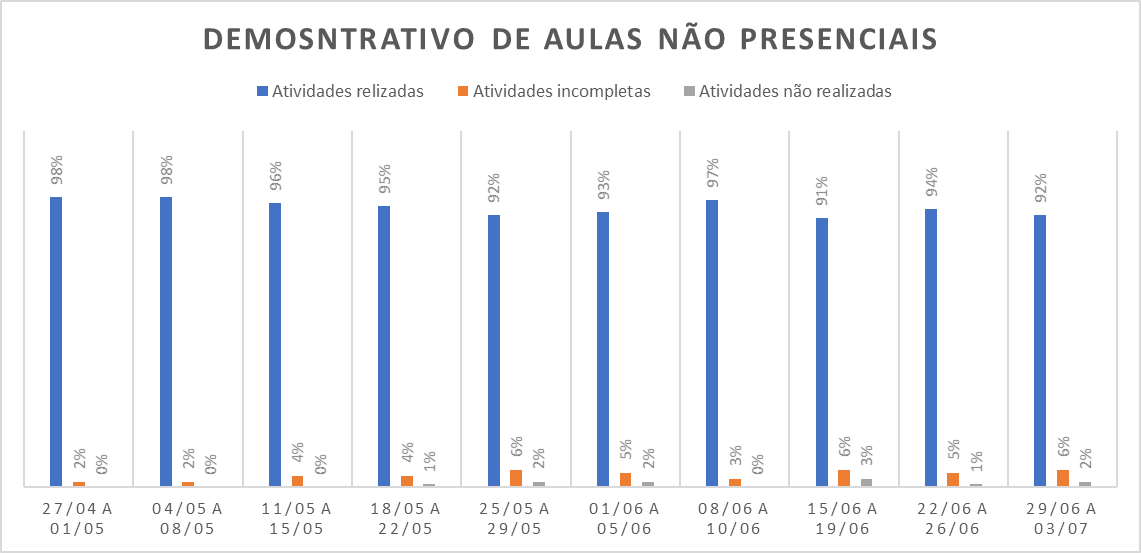 DEMOSNTRATIVO DE AULAS NÃO PRESENCIAIS
Atividades relizadas Atividades incompletas Atividades não realizadas
98% 2% 0% 98% 2% 0% 96% 4% 0% 95% 4% 1% 92% 6% 2% 93% 5% 2% 97% 3% 0% 91% 6% 3% 94% 5% 1% 92% 6% 2%
27/04 A 04/05 A 11/05 A 18/05 A 25/05 A 01/06 A 08/06 A 15/06 A 22/06 A 29/06 A
01/05 08/05 15/05 22/05 29/05 05/06 10/06 19/06 26/06 03/07